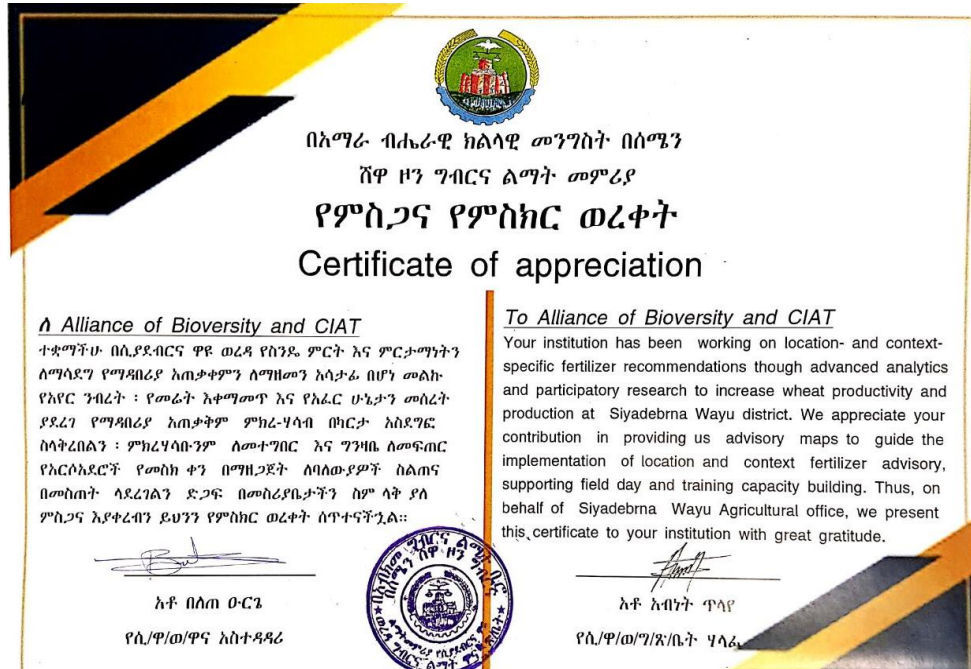 በአማራ ብሔራዊ ክልላዊ መንግስት በሰሜን
ሸዋ ዞን ግብርና ልማት መምሪያ
የምስጋና የምስክር ወረቀት
Certificate of appreciation
ለ Alliance of Bioversity and CIAT
ተቋማችሁ በሲያደብርና ዋዩ ወረዳ የስንዴ ምርት እና ምርታማነትን
ለማሳደግ የማዳበሪያ አጠቃቀምን ለማዘመን አሳታፊ በሆነ መልኩ
የአየር ንብረት ፡ የመሬት አቀማመጥ እና የአፈር ሁኔታን መሰረት
ያደረገ የማዳበሪያ አጠቃቅም ምክረ-ሃሳብ በካርታ አስደግፎ
ስላቅረበልን ፡ ምክረሃሳቡንም ለመተግበር እና ግንዛቤ ለመፍጠር
የአርሶአደሮች የመስክ ቀን በማዘጋጀት ለባለውያዎች ስልጠና
በመስጠት ላደረገልን ድጋፍ በመስሪያቤታችን ስም ላቅ ያለ
ምስጋና እያቀረብን ይህንን የምስክር ወረቀት ሰጥተናችኋል።
አቶ በለጠ ዑርጌ
የሲ/ዋ/ወ/ዋና አስተዳዳሪ
To Alliance of Bioversity and CIAT
Your institution has been working on location- and context-
specific fertilizer recommendations though advanced analytics
and participatory research to increase wheat productivity and
production at Siyadebrna Wayu district. We appreciate your
contribution in providing us advisory maps to guide the
implementation of location and context fertilizer advisory,
supporting field day and training capacity building. Thus, on
behalf of Siyadebrna Wayu Agricultural office, we present
this certificate to your institution with great gratitude.
አቶ አብነት ጥላየ
የሲ/ዋ/ወ/ግ/ጽ/ቤት ሃላፊ